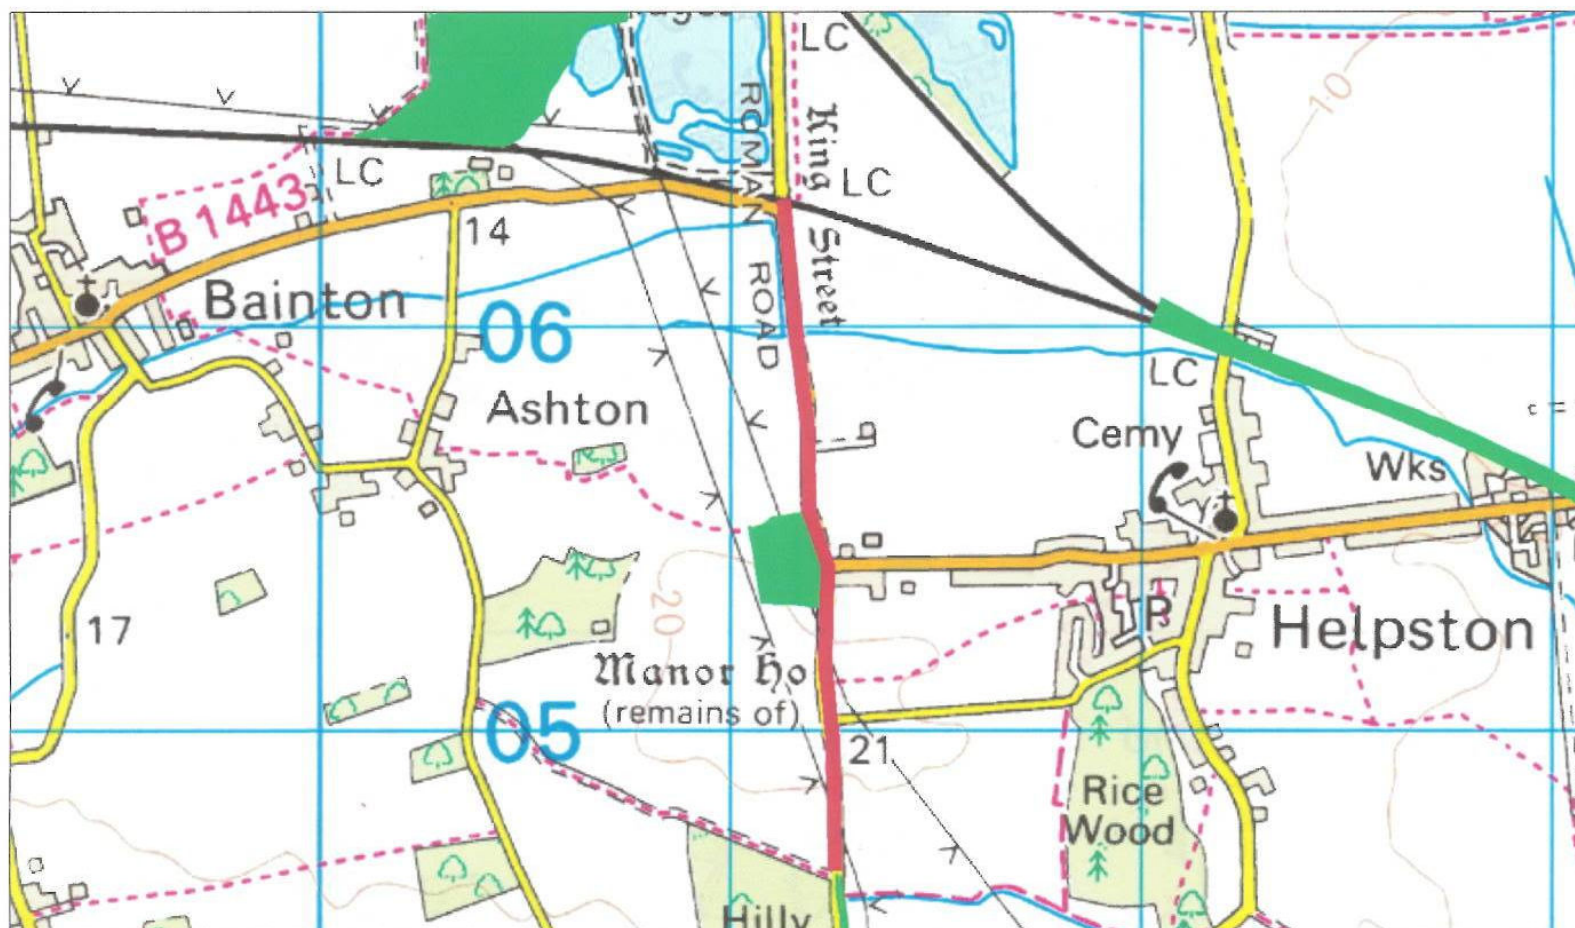 LC
ROMAN
King
LC
LC
B 1443
14
Street
ROAD
Bainton
06
LC
Ashton
Cemy
Wks
17
20
10
P
Helpston
Manor Ho
(remains of)
05
21
Rice
Wood
Hilly